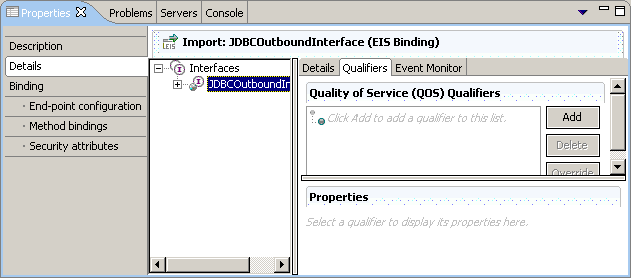 Properties Problems Servers Console
Import: JDBCOutboundInterface (EIS Binding)
EIS
Description
Details
Binding
End-point configuration
Method bindings
Security attributes
Interfaces
JDBCOutboundIn
Details Qualifiers Event Monitor
Quality of Service (QOS) Qualifiers
Click Add to add a qualifier to this list.
Add
Delete
Override
Properties
Select a qualifier to display its properties here.